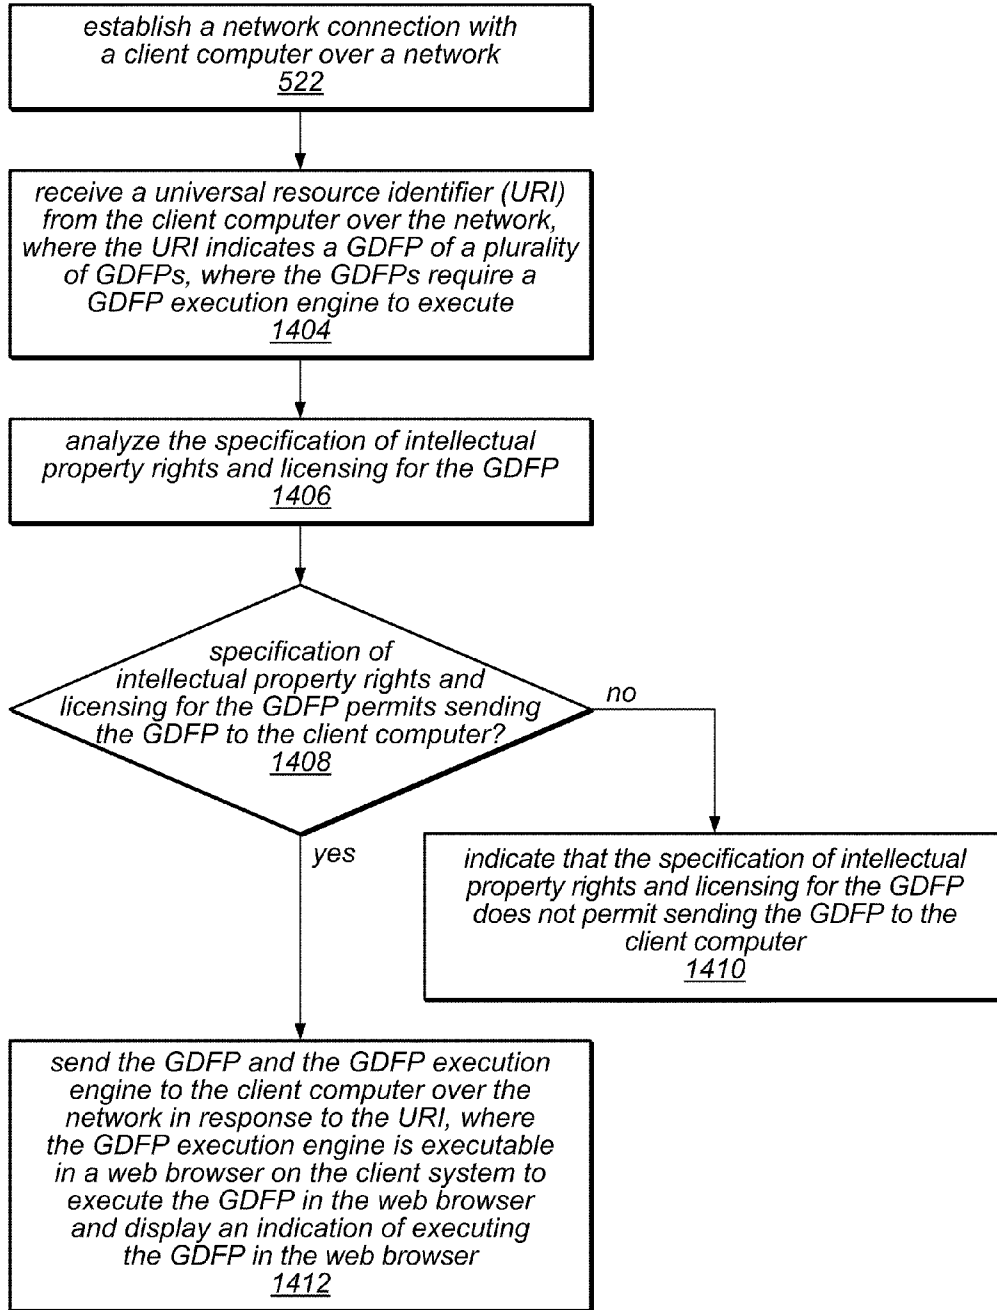 establish a network connection with
a client computer over a network
522
receive a universal resource identifier (URI)
from the client computer over the network,
where the URI indicates a GDFP of a plurality
of GDFPs, where the GDFPs require a
GDFP execution engine to execute
1404
analyze the specification of intellectual
property rights and licensing for the GDFP
1406
specification of
intellectual property rights and
licensing for the GDFP permits sending
the GDFP to the client computer?
1408
no
yes
indicate that the specification of intellectual
property rights and licensing for the GDFP
does not permit sending the GDFP to the
client computer
1410
send the GDFP and the GDFP execution
engine to the client computer over the
network in response to the URI, where
the GDFP execution engine is executable
in a web browser on the client system to
execute the GDFP in the web browser
and display an indication of executing
the GDFP in the web browser
1412